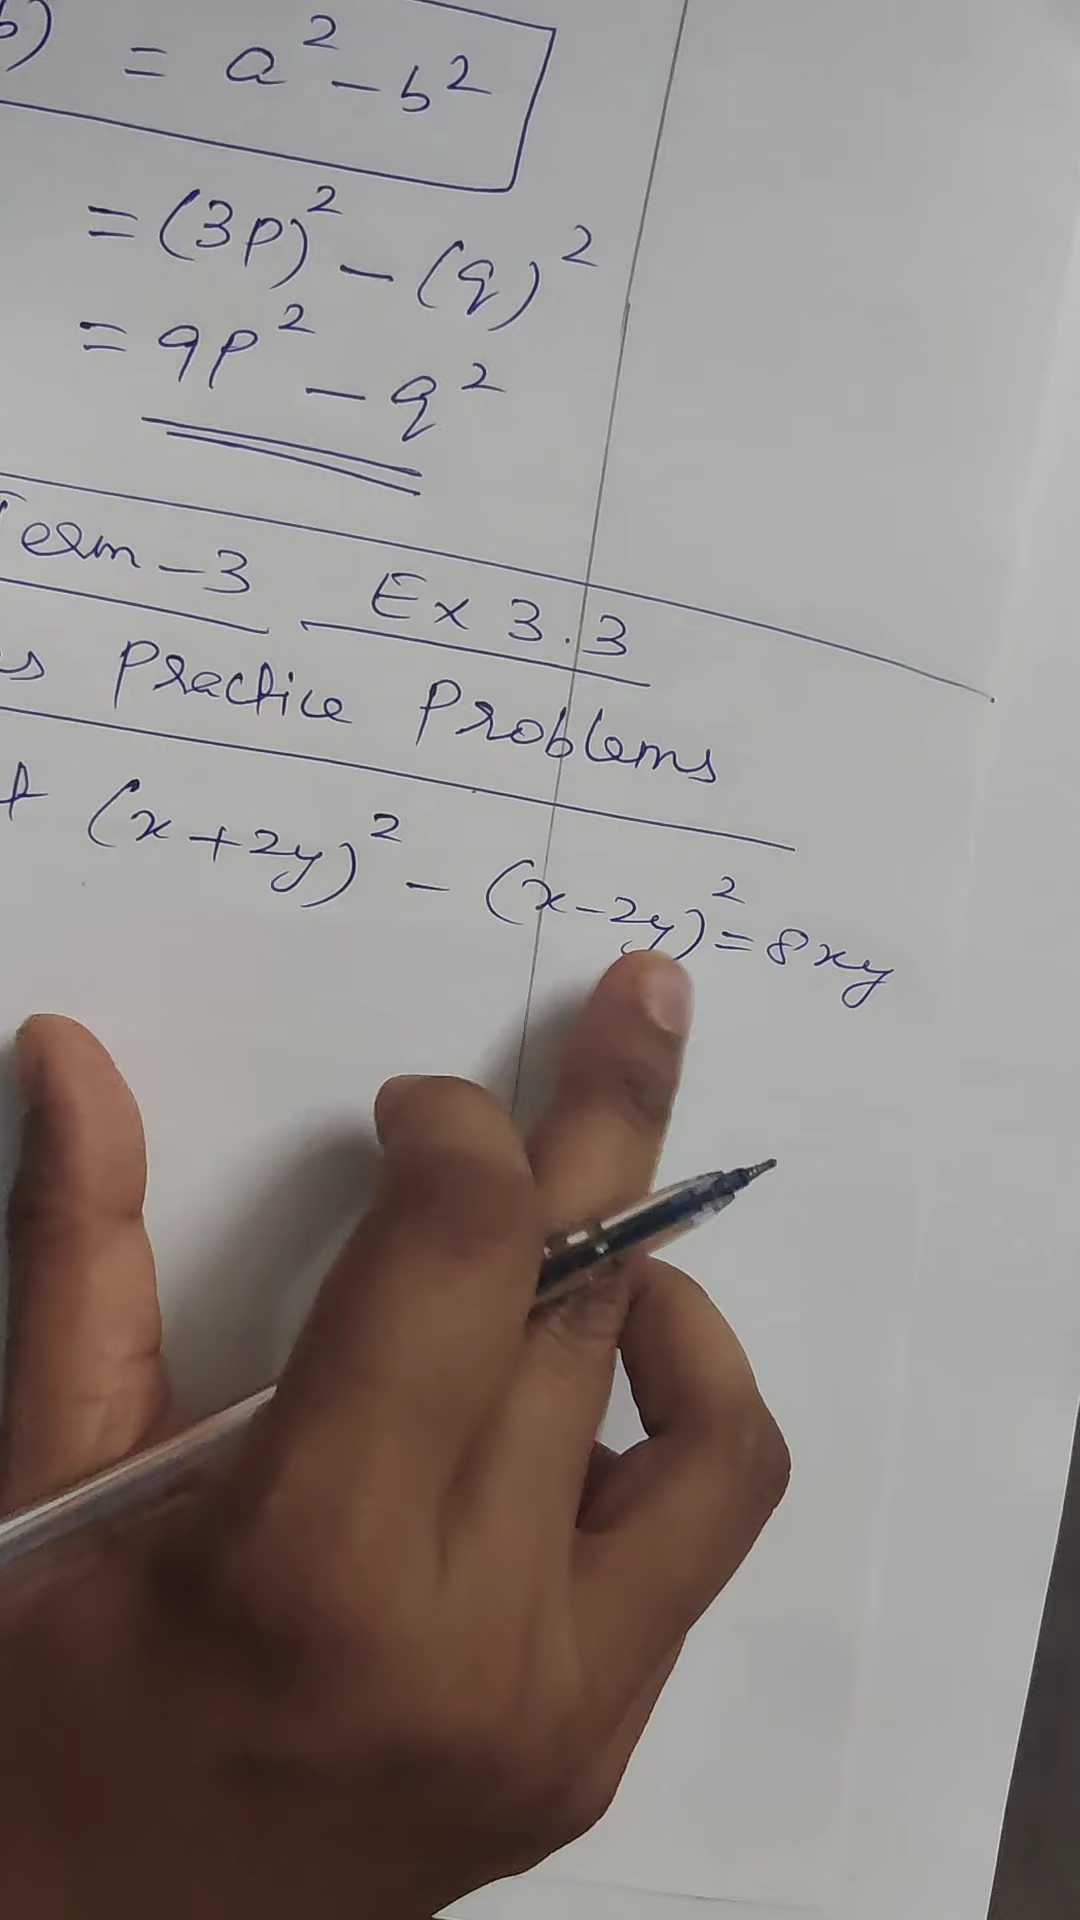 b) = a² - b²
= (3p)² - (q)²
= 9p² - q²
Term - 3 Ex 3.3
Practice Problems
(x+2y)² - (x-2y)² = 8xy